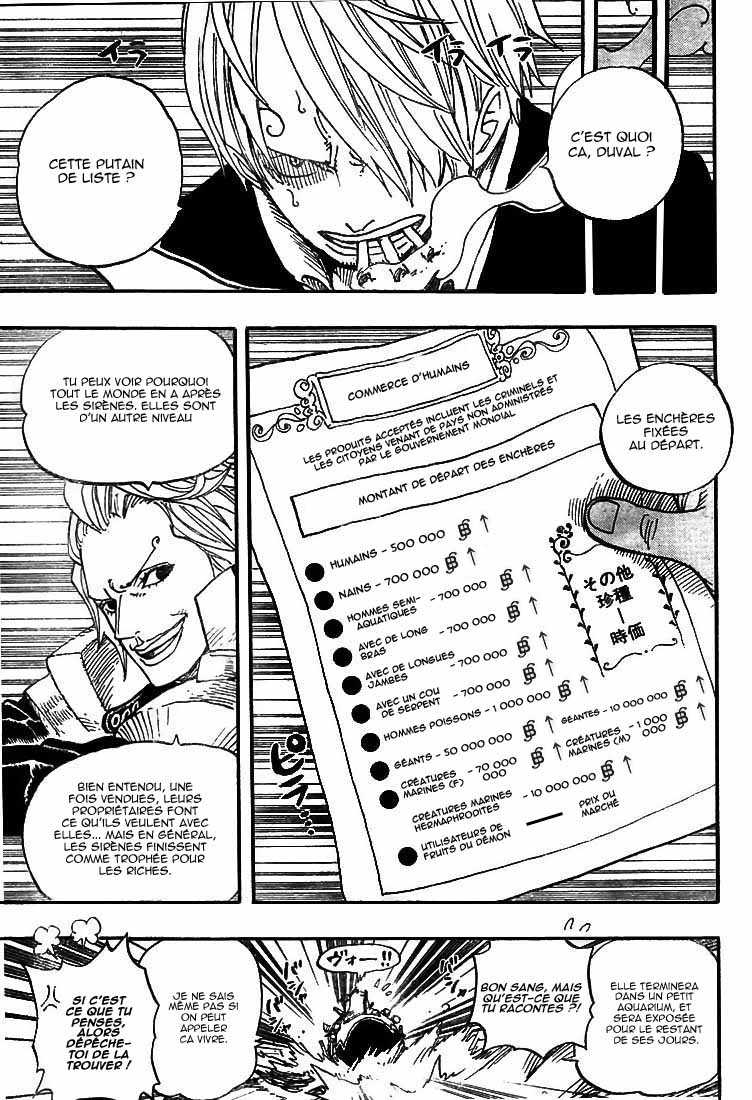 イラ
イラ
C'EST QUOI
ÇA, DUVAL ?
CETTE PUTAIN
DE LISTE ?
LES ENCHÈRES
FIXÉES
AU DÉPART.
COMMERCE D'HUMAINS
LES PRODUITS ACCEPTÉS INCLUENT LES CRIMINELS ET
LES CITOYENS VENANT DE PAYS NON ADMINISTRÉS
PAR LE GOUVERNEMENT MONDIAL
MONTANT DE DÉPART DES ENCHÈRES
HUMAINS - 500 000 ฿ ↑
NAINS - 700 000 ฿ ↑
HOMMES SEMI-
AQUATIQUES - 700 000 ฿ ↑
AVEC DE LONG
BRAS - 700 000 ฿ ↑
AVEC DE LONGUES
JAMBES - 700 000 ฿ ↑
AVEC UN COU
DE SERPENT - 700 000 ฿ ↑
HOMMES POISSONS - 1 000 000 ฿ ↑
GÉANTS - 50 000 000 ฿ ↑
GÉANTES - 10 000 000 ฿ ↑
CRÉATURES
MARINES (F) - 70 000
000 ฿ ↑
CRÉATURES
MARINES (M) - 1 000
000 ฿ ↑
CRÉATURES MARINES
HERMAPHRODITES - 10 000 000 ฿ ↑
UTILISATEURS DE
FRUITS DU DÉMON — PRIX DU
MARCHÉ
その他
珍種
ー
時価
ピラ…
TU PEUX VOIR POURQUOI
TOUT LE MONDE EN A APRÈS
LES SIRÈNES. ELLES SONT
D'UN AUTRE NIVEAU
BIEN ENTENDU, UNE
FOIS VENDUES, LEURS
PROPRIÉTAIRES FONT
CE QU'ILS VEULENT AVEC
ELLES... MAIS EN GÉNÉRAL,
LES SIRÈNES FINISSENT
COMME TROPHÉE POUR
LES RICHES.
ELLE TERMINERA
DANS UN PETIT
AQUARIUM, ET
SERA EXPOSÉE
POUR LE RESTANT
DE SES JOURS.
BON SANG, MAIS
QU'EST-CE QUE
TU RACONTES ?!
ヴォー!!
JE NE SAIS
MÊME PAS SI
ON PEUT
APPELER
ÇA VIVRE.
SI C'EST
CE QUE TU
PENSES,
ALORS
DÉPÊCHE-
TOI DE LA
TROUVER !